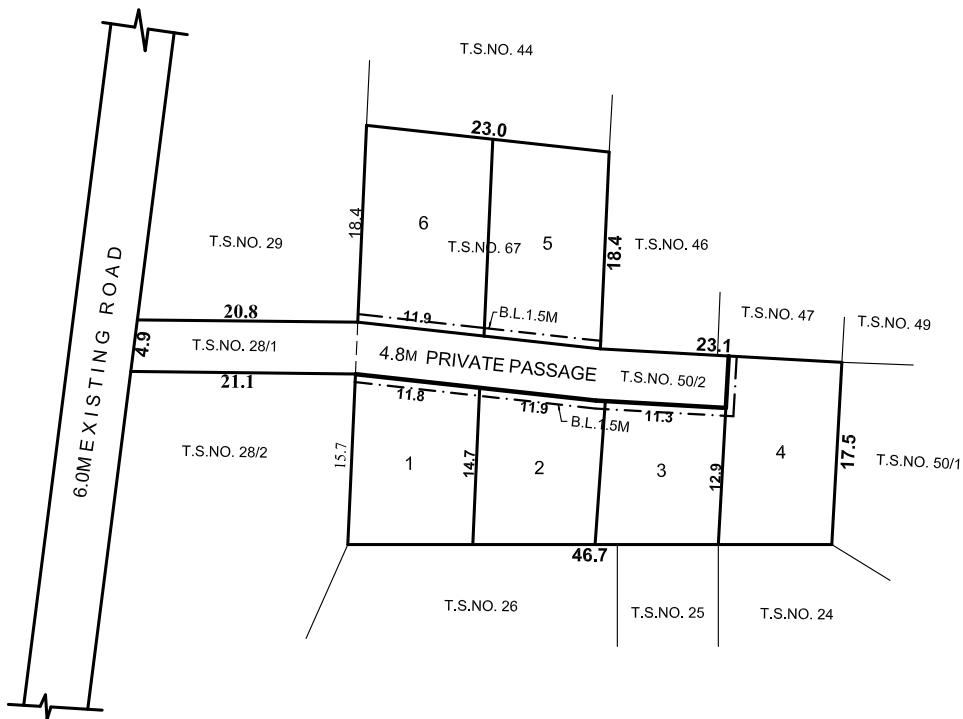 T.S.NO. 44
23.0
6
5
18.4
T.S.NO. 67
18.4
T.S.NO. 29
T.S.NO. 46
6.0M EXISTING ROAD
20.8
11.9
B.L.1.5M
T.S.NO. 47
T.S.NO. 49
4.9
T.S.NO. 28/1
4.8M PRIVATE PASSAGE
T.S.NO. 50/2
23.1
21.1
11.8
11.9
B.L.1.5M
11.3
T.S.NO. 28/2
15.7
1
14.7
2
3
12.9
4
17.5
T.S.NO. 50/1
46.7
T.S.NO. 26
T.S.NO. 25
T.S.NO. 24